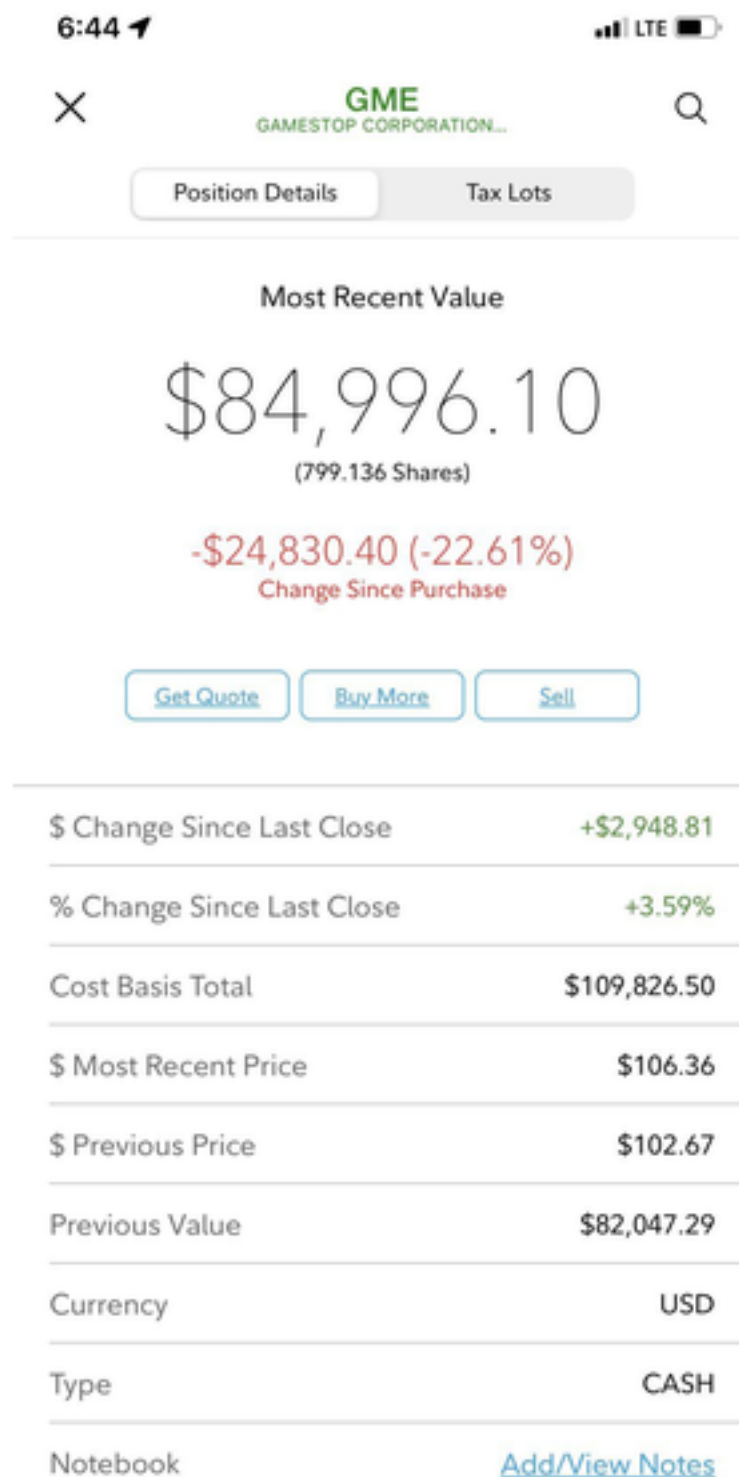 6:44
LTE
GME
GAMESTOP CORPORATION...
Position Details Tax Lots
Most Recent Value
$84,996.10
(799.136 Shares)
-$24,830.40 (-22.61%)
Change Since Purchase
Get Quote Buy More Sell
$ Change Since Last Close +$2,948.81
% Change Since Last Close +3.59%
Cost Basis Total $109,826.50
$ Most Recent Price $106.36
$ Previous Price $102.67
Previous Value $82,047.29
Currency USD
Type CASH
Notebook Add/View Notes